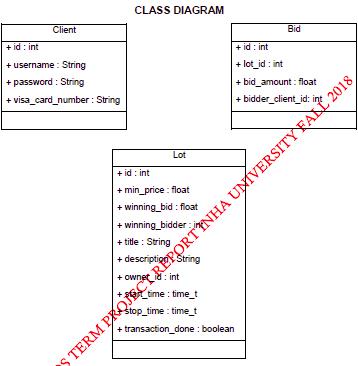 CLASS DIAGRAM
Client
+ id : int
+ username : String
+ password : String
+ visa_card_number : String
Bid
+ id : int
+ lot_id : int
+ bid_amount : float
+ bidder_client_id: int
Lot
+ id : int
+ min_price : float
+ winning_bid : float
+ winning_bidder : int
+ title : String
+ description : String
+ owner_id : int
+ start_time : time_t
+ stop_time : time_t
+ transaction_done : boolean
OS TERM PROJECT REPORT INHA UNIVERSITY FALL 2018